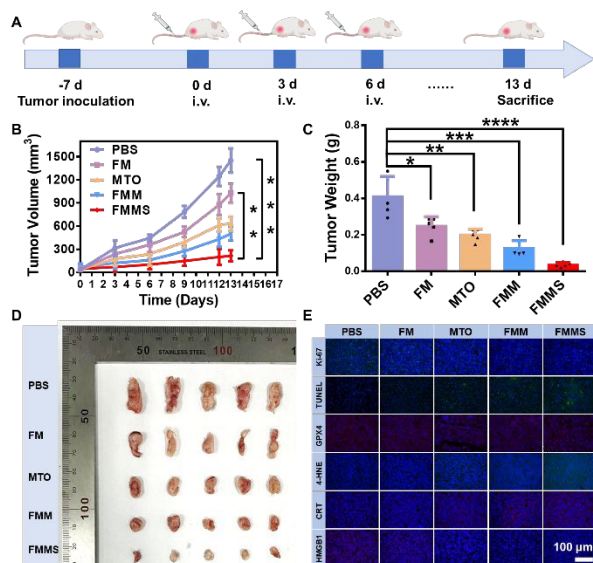 A
-7 d
0 d
3 d
6 d
......
13 d
Tumor inoculation
i.v.
i.v.
i.v.
Sacrifice
B
Tumor Volume (mm³)
1500
1200
900
600
300
0
PBS
FM
MTO
FMM
FMMS
* *
* * *
0 1 2 3 4 5 6 7 8 9 10 11 12 13 14 15 16 17
Time (Days)
C
Tumor Weight (g)
0.8
0.6
0.4
0.2
0.0
****
***
**
*
PBS
FM
MTO
FMM
FMMS
D
50 STAINLESS STEEL 100
50
100
PBS
FM
MTO
FMM
FMMS
E
PBS FM MTO FMM FMMS
Ki-67
TUNEL
GPX4
4-HNE
CRT
HMGB1
100 μm